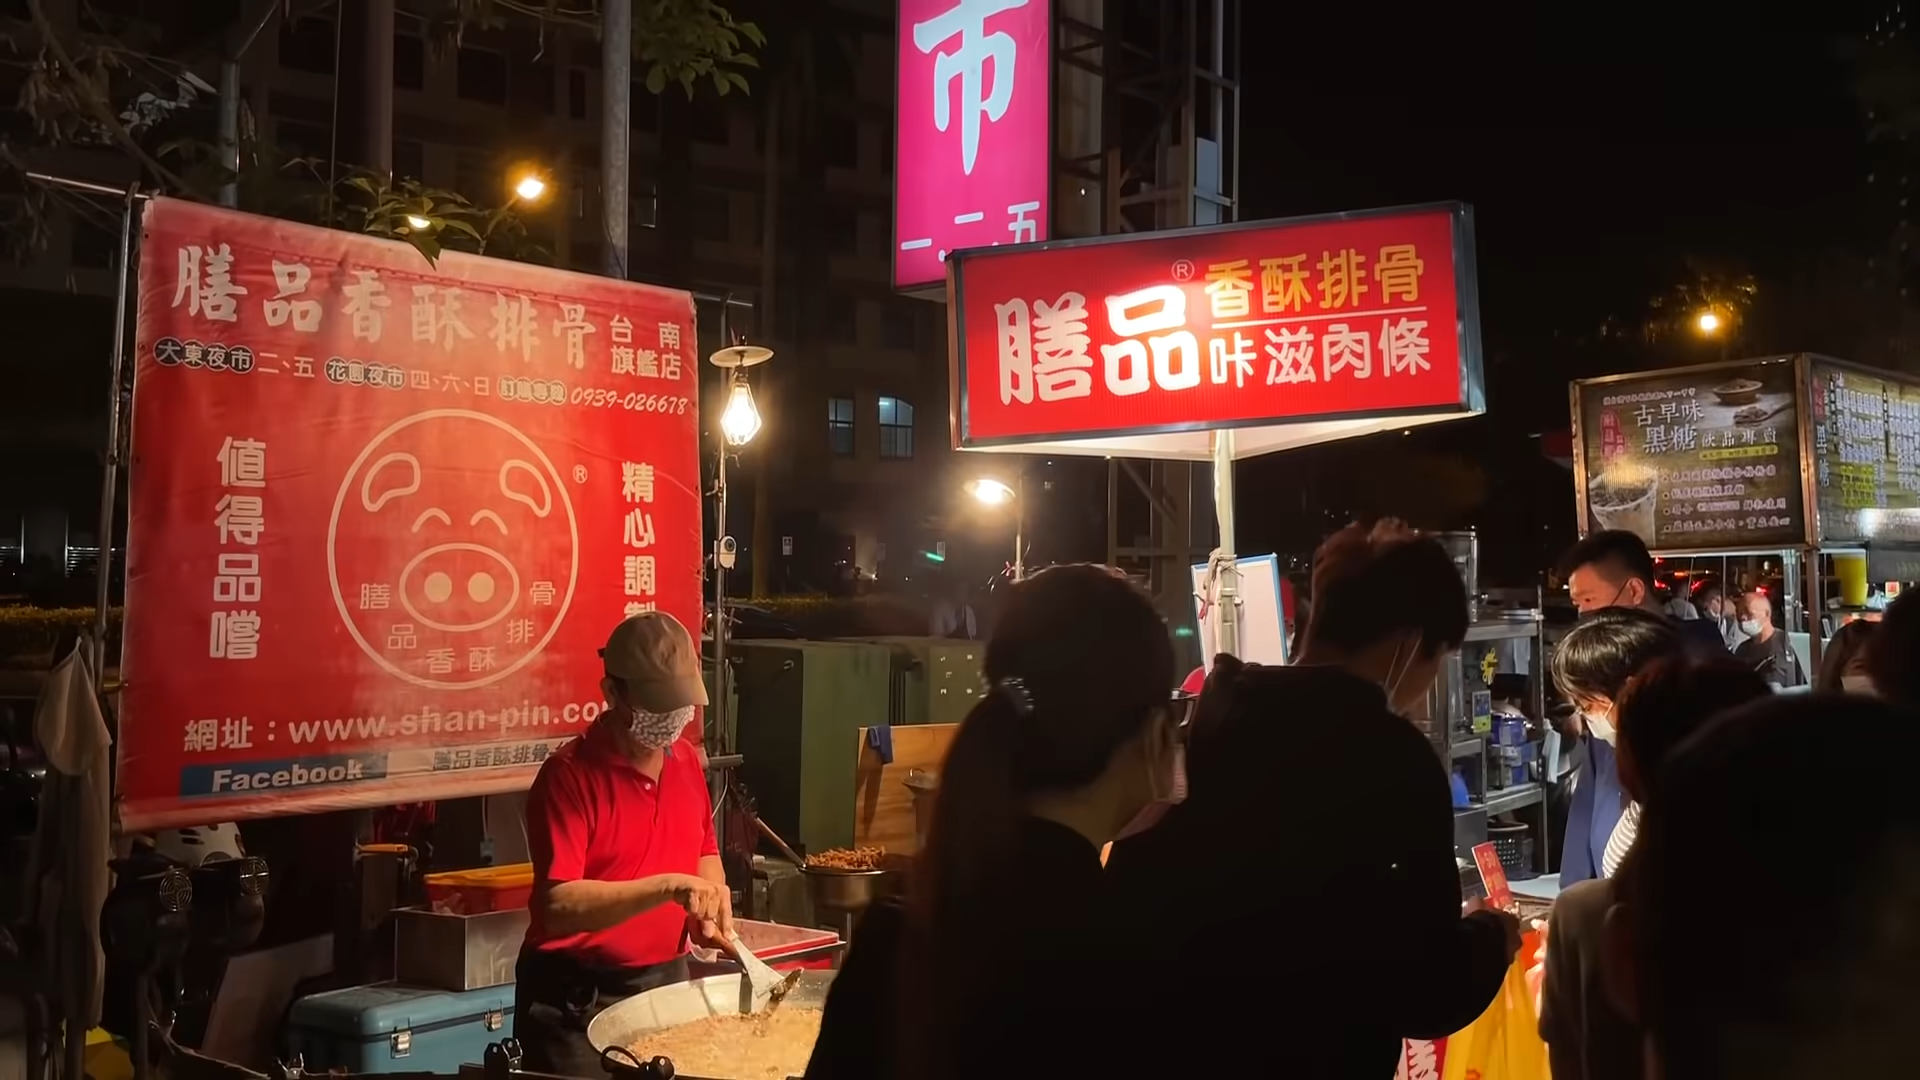 市
一.二.五
膳品香酥排骨 台南旗艦店
大東夜市 二、五 花園夜市 四、六、日 訂購專線 0939-026678
值得品嚐
®
精心調製
膳品香酥排骨
網址：www.shan-pin.co
Facebook 膳品香酥排骨
膳品® 香酥排骨
咔滋肉條
古早味
黑糖 飲品專賣